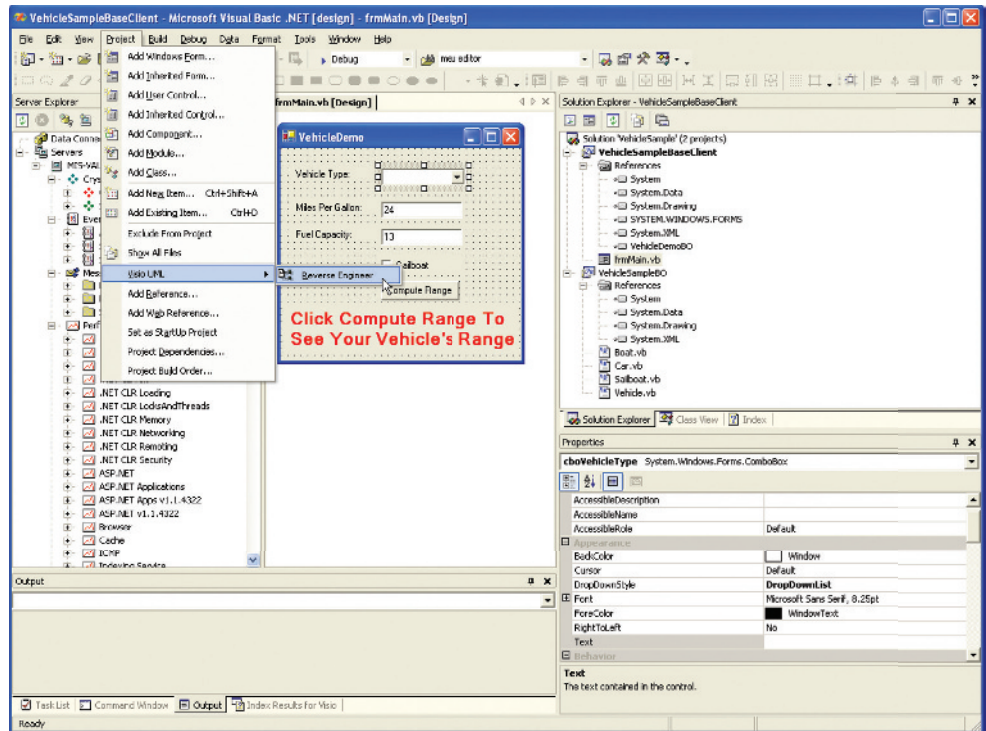 VehicleSampleBaseClient - Microsoft Visual Basic .NET [design] - frmMain.vb [Design]
File Edit View Project Build Debug Data Format Tools Window Help
Debug
meu editor
Server Explorer
Data Conne
Servers
MCS-VAL
Crys
Even
Mess
Perf
.NET CLR Loading
.NET CLR LocksAndThreads
.NET CLR Memory
.NET CLR Networking
.NET CLR Remoting
.NET CLR Security
ASP.NET
ASP.NET Applications
ASP.NET Apps v1.1.4322
ASP.NET v1.1.4322
Browser
Cache
ICMP
Indexing Service
Add Windows Form...
Add Inherited Form...
Add User Control...
Add Inherited Control...
Add Component...
Add Module...
Add Class...
Add New Item... Ctrl+Shift+A
Add Existing Item... Ctrl+D
Exclude From Project
Show All Files
Visio UML
Reverse Engineer
Add Reference...
Add Web Reference...
Set as StartUp Project
Project Dependencies...
Project Build Order...
frmMain.vb [Design]
VehicleDemo
Vehicle Type:
Miles Per Gallon: 24
Fuel Capacity: 13
Sailboat
Compute Range
Click Compute Range To
See Your Vehicle's Range
Solution Explorer - VehicleSampleBaseClient
Solution 'VehicleSample' (2 projects)
VehicleSampleBaseClient
References
System
System.Data
System.Drawing
SYSTEM.WINDOWS.FORMS
System.XML
VehicleDemoBO
frmMain.vb
VehicleSampleBO
References
System
System.Data
System.Drawing
System.XML
Boat.vb
Car.vb
Sailboat.vb
Vehicle.vb
Solution Explorer Class View Index
Properties
cboVehicleType System.Windows.Forms.ComboBox
AccessibleDescription
AccessibleName
AccessibleRole Default
Appearance
BackColor Window
Cursor Default
DropDownStyle DropDownList
Font Microsoft Sans Serif, 8.25pt
ForeColor WindowText
RightToLeft No
Text
Behavior
Text
The text contained in the control.
Output
Task List Command Window Output Index Results for Visio
Ready